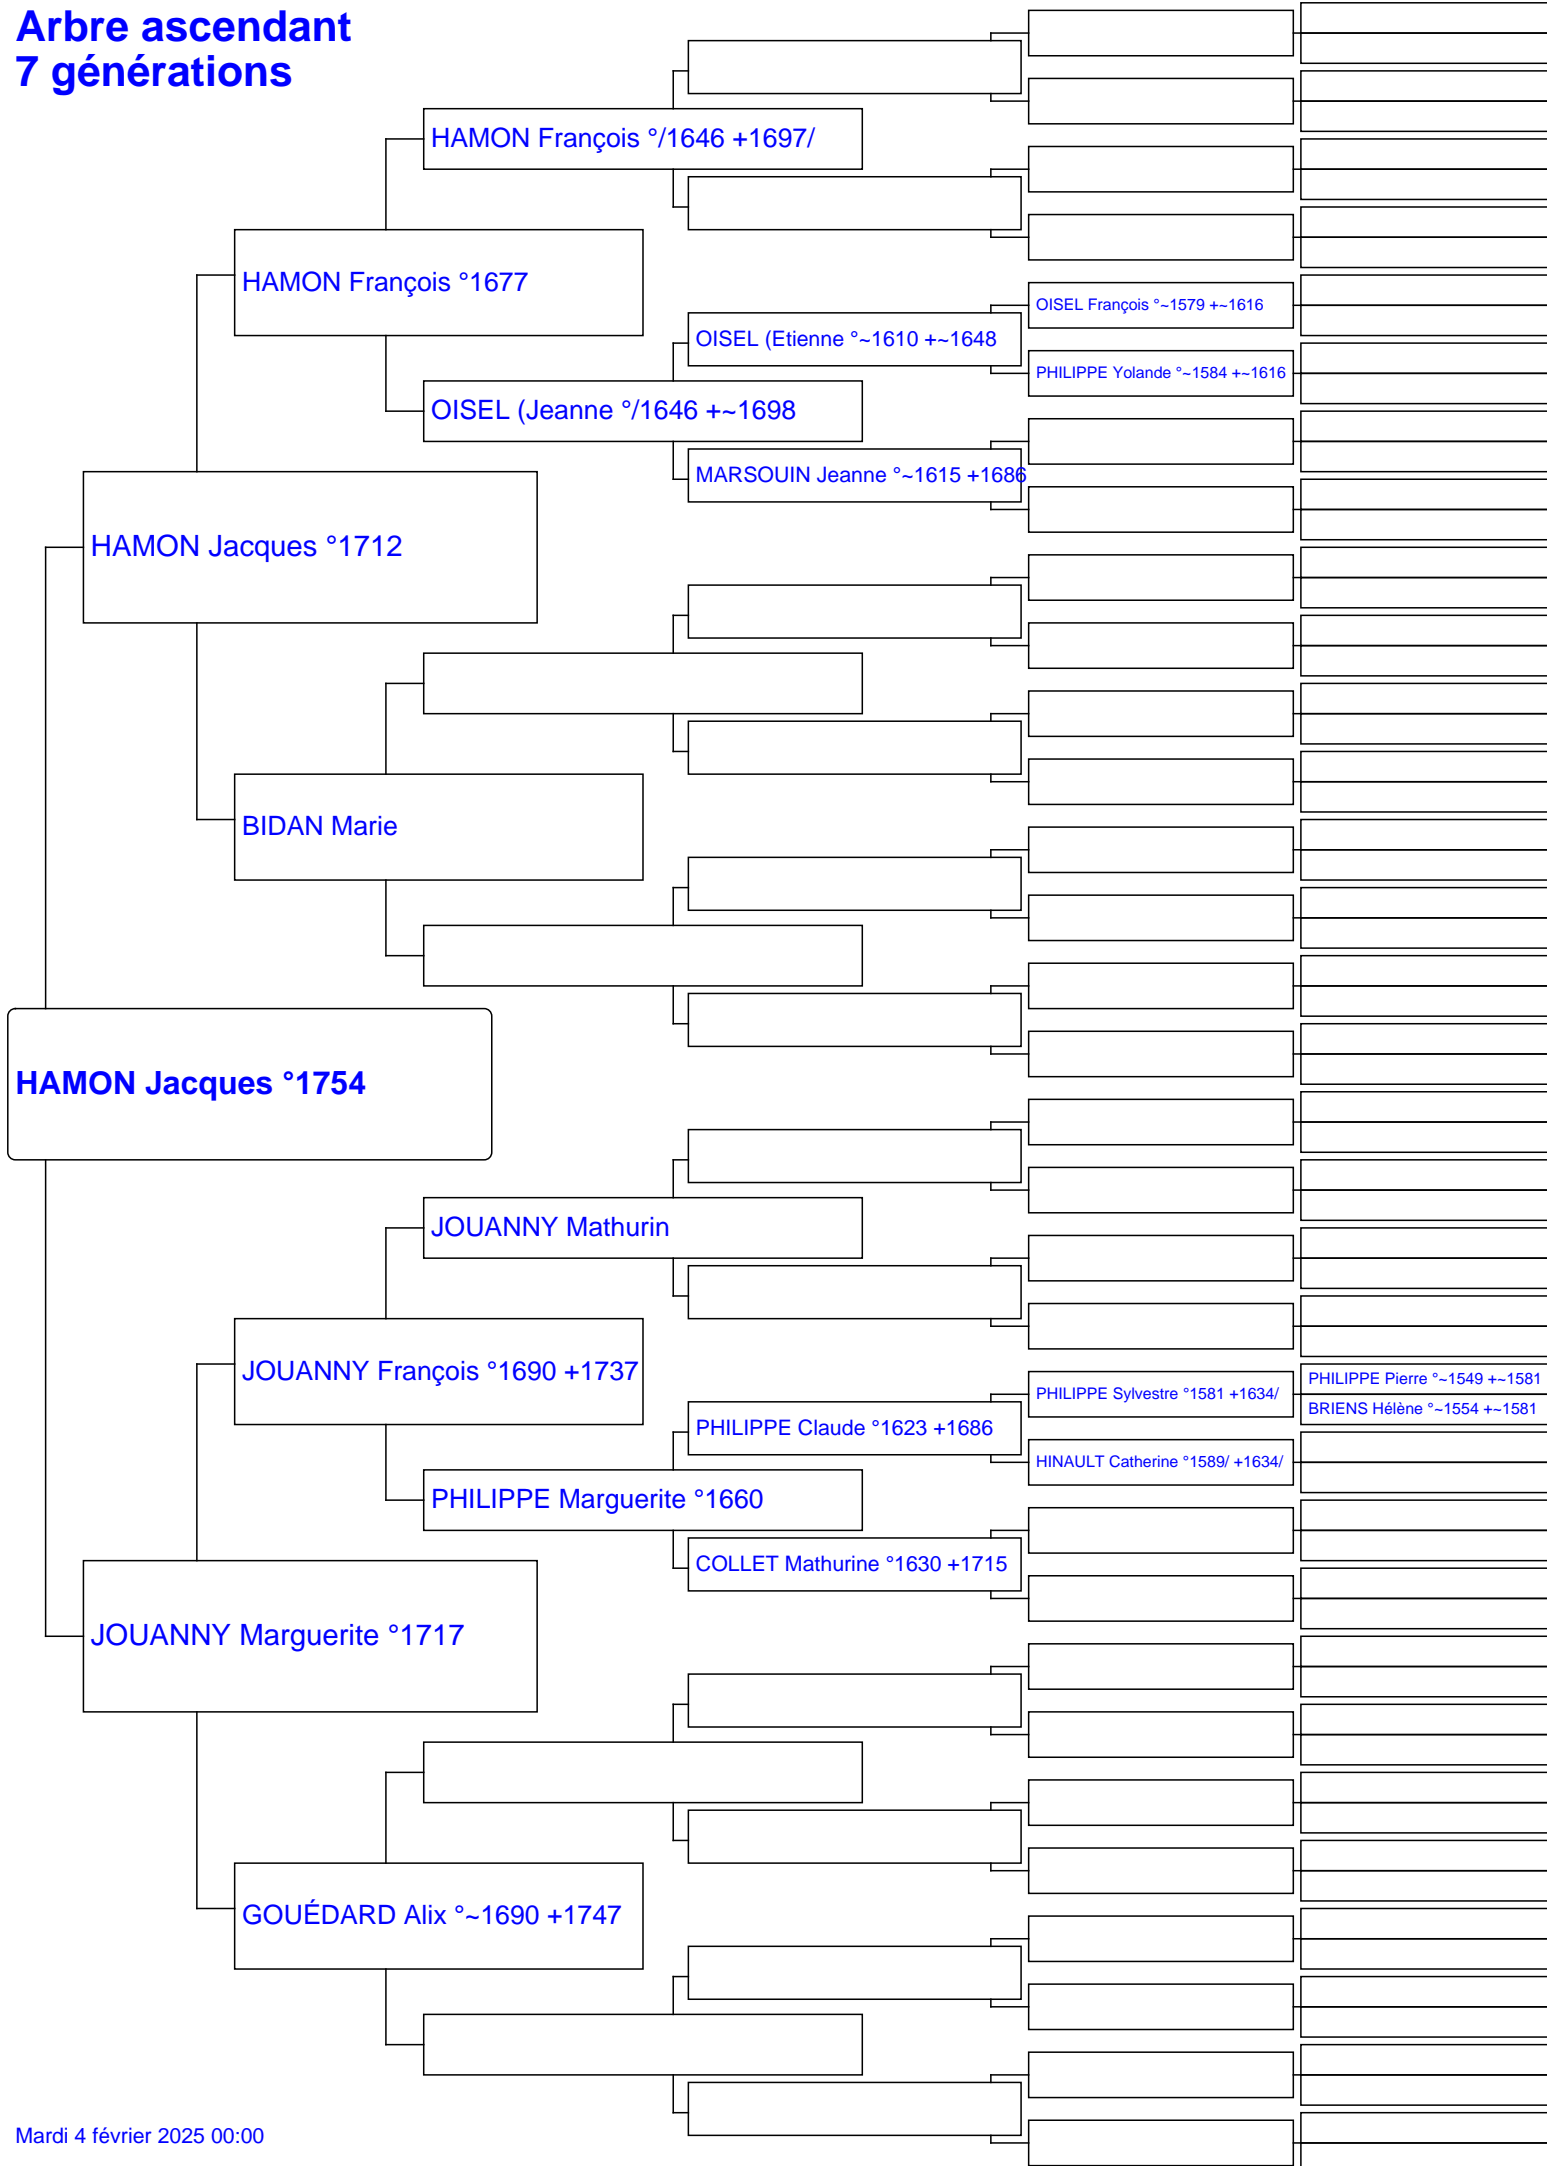 Arbre ascendant
7 générations
HAMON François °/1646 +1697/
HAMON François °1677
OISEL François °~1579 +~1616
OISEL (Etienne °~1610 +~1648
PHILIPPE Yolande °~1584 +~1616
OISEL (Jeanne °/1646 +~1698
MARSOUIN Jeanne °~1615 +1686
HAMON Jacques °1712
BIDAN Marie
HAMON Jacques °1754
JOUANNY Mathurin
JOUANNY François °1690 +1737
PHILIPPE Pierre °~1549 +~1581
PHILIPPE Sylvestre °1581 +1634/
BRIENS Hélène °~1554 +~1581
PHILIPPE Claude °1623 +1686
HINAULT Catherine °1589/ +1634/
PHILIPPE Marguerite °1660
COLLET Mathurine °1630 +1715
JOUANNY Marguerite °1717
GOUÉDARD Alix °~1690 +1747
Mardi 4 février 2025 00:00